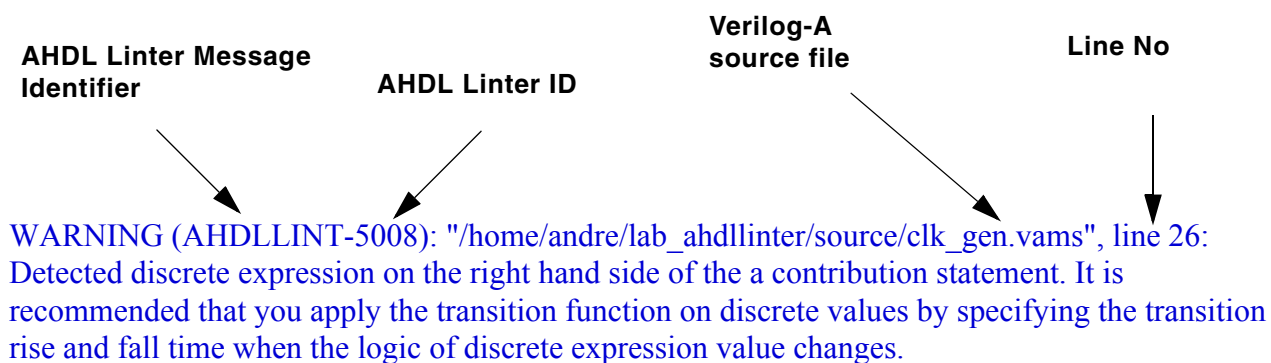 AHDL Linter Message
Identifier
AHDL Linter ID
Verilog-A
source file
Line No
WARNING (AHDLLINT-5008): "/home/andre/lab_ahdllinter/source/clk_gen.vams", line 26:
Detected discrete expression on the right hand side of the a contribution statement. It is
recommended that you apply the transition function on discrete values by specifying the transition
rise and fall time when the logic of discrete expression value changes.